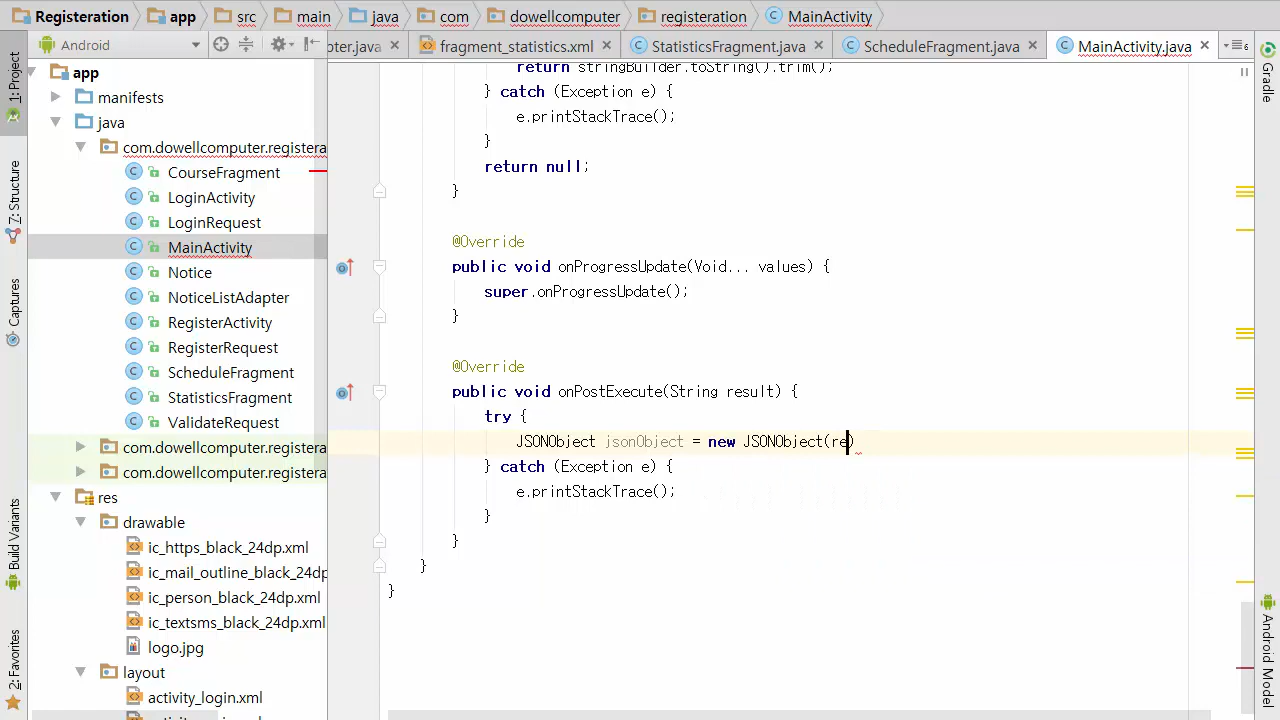 Registeration app src main java com dowellcomputer registeration MainActivity
Android
pter.java fragment_statistics.xml StatisticsFragment.java ScheduleFragment.java MainActivity.java
1: Project
7: Structure
Captures
Build Variants
2: Favorites
app
manifests
java
com.dowellcomputer.registera
CourseFragment
LoginActivity
LoginRequest
MainActivity
Notice
NoticeListAdapter
RegisterActivity
RegisterRequest
ScheduleFragment
StatisticsFragment
ValidateRequest
com.dowellcomputer.registera
com.dowellcomputer.registera
res
drawable
ic_https_black_24dp.xml
ic_mail_outline_black_24dp
ic_person_black_24dp.xml
ic_textsms_black_24dp.xml
logo.jpg
layout
activity_login.xml
return stringBuilder.toString().trim();
} catch (Exception e) {
e.printStackTrace();
}
return null;
}
@Override
public void onProgressUpdate(Void... values) {
super.onProgressUpdate();
}
@Override
public void onPostExecute(String result) {
try {
JSONObject jsonObject = new JSONObject(re)
} catch (Exception e) {
e.printStackTrace();
}
}
}
}
Gradle
Android Model